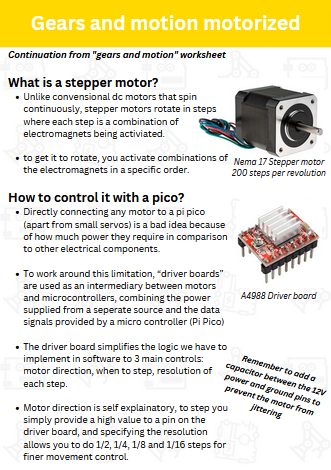 Gears and motion motorized
Continuation from "gears and motion" worksheet
What is a stepper motor?
• Unlike conventional dc motors that spin
continuously, stepper motors rotate in steps
where each step is a combination of
electromagnets being activiated.
• to get it to rotate, you activate combinations of
the electromagnets in a specific order.
Nema 17 Stepper motor
200 steps per revolution
How to control it with a pico?
• Directly connecting any motor to a pi pico
(apart from small servos) is a bad idea because
of how much power they require in comparison
to other electrical components.
• To work around this limitation, “driver boards”
are used as an intermediary between motors
and microcontrollers, combining the power
supplied from a seperate source and the data
signals provided by a micro controller (Pi Pico)
A4988 Driver board
• The driver board simplifies the logic we have to
implement in software to 3 main controls:
motor direction, when to step, resolution of
each step.
Remember to add a
capacitor between the 12V
power and ground pins to
prevent the motor from
jittering
• Motor direction is self explainatory, to step you
simply provide a high value to a pin on the
driver board, and specifying the resolution
allows you to do 1/2, 1/4, 1/8 and 1/16 steps for
finer movement control.